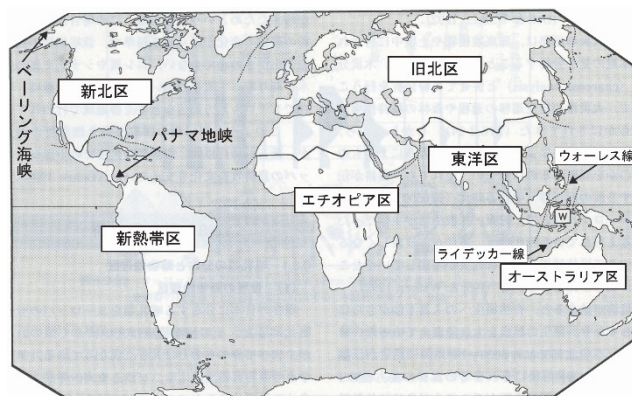 ベーリング海峡
新北区
旧北区
パナマ地峡
東洋区
ウォーレス線
エチオピア区
W
新熱帯区
ライデッカー線
オーストラリア区